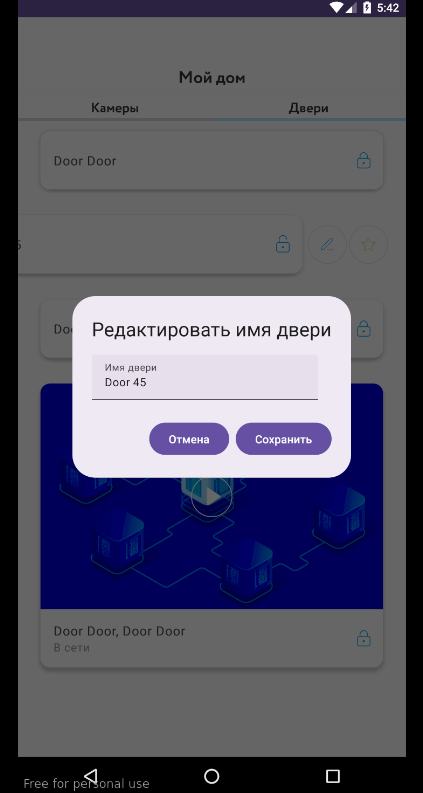 5:42
Мой дом
Камеры
Двери
Door Door
5
Do
Редактировать имя двери
Имя двери
Door 45
Отмена
Сохранить
Door Door, Door Door
В сети
Free for personal use